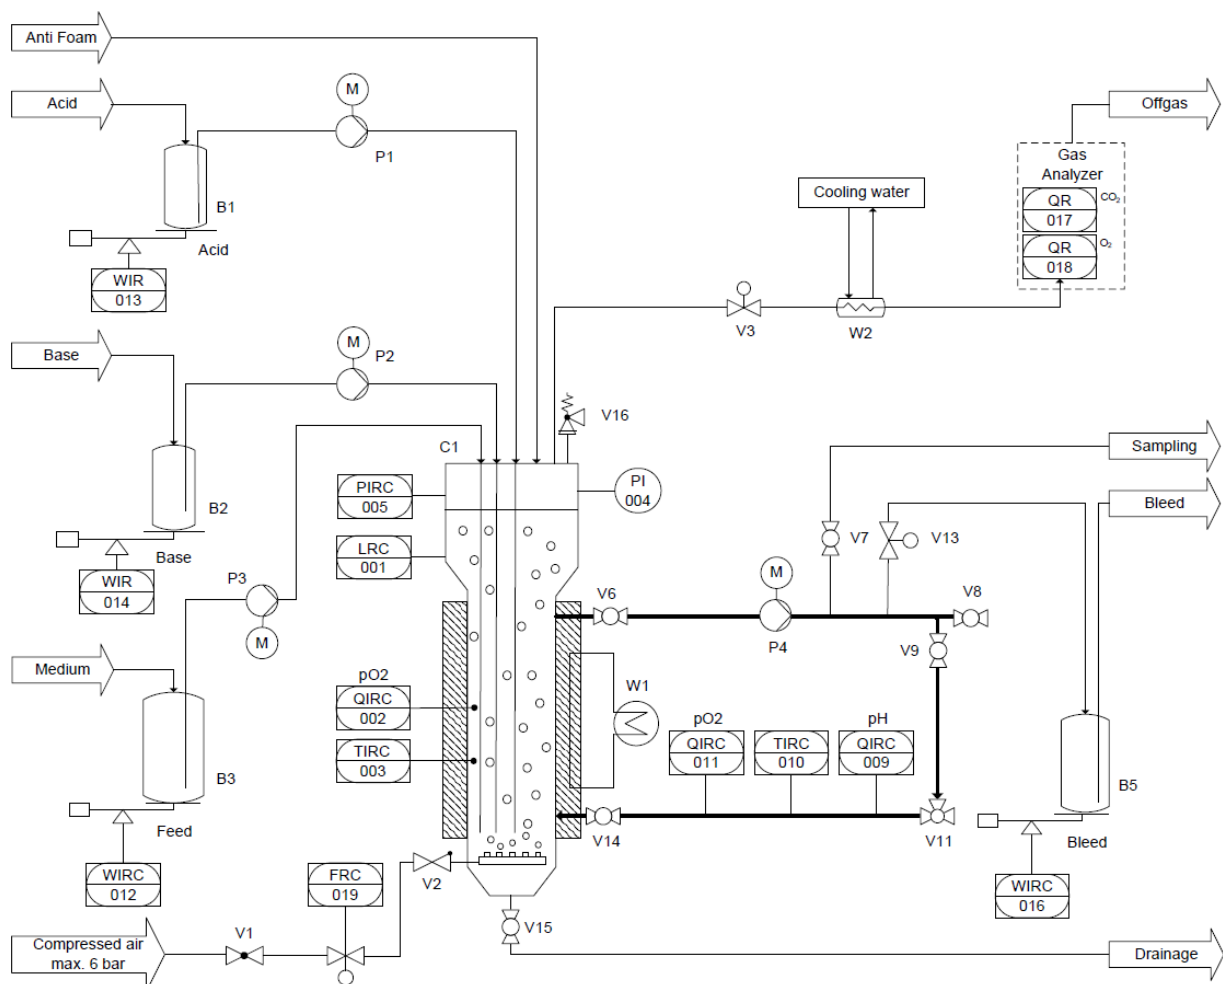 Anti Foam
Acid
M
P1
B1
Acid
WIR
013
Offgas
Gas
Analyzer
QR
017
CO2
QR
018
O2
Cooling water
V3
W2
Base
M
P2
B2
Base
WIR
014
V16
C1
PIRC
005
PI
004
LRC
001
Sampling
Bleed
V7
V13
P3
M
M
V6
P4
V8
V9
Medium
B3
Feed
WIRC
012
pO2
QIRC
002
TIRC
003
W1
pO2
QIRC
011
TIRC
010
pH
QIRC
009
V14
V11
B5
Bleed
WIRC
016
FRC
019
V2
V1
V15
Compressed air
max. 6 bar
Drainage